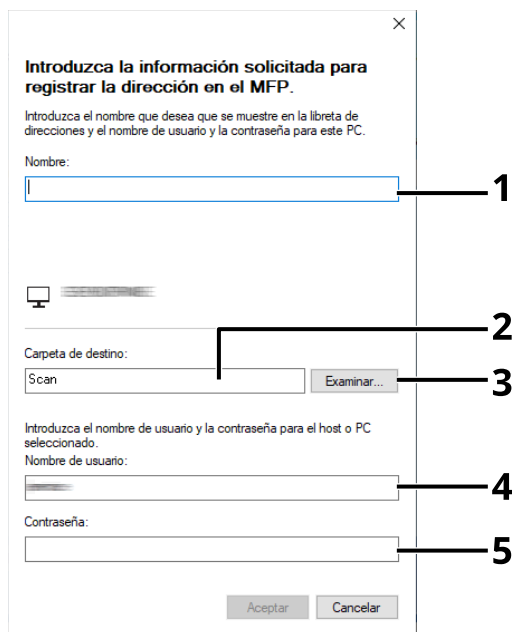 Introduzca la información solicitada para
registrar la dirección en el MFP.
Introduzca el nombre que desea que se muestre en la libreta de
direcciones y el nombre de usuario y la contraseña para este PC.
Nombre:
1
2
Carpeta de destino:
Scan
Examinar...
3
Introduzca el nombre de usuario y la contraseña para el host o PC
seleccionado.
Nombre de usuario:
4
Contraseña:
5
Aceptar
Cancelar